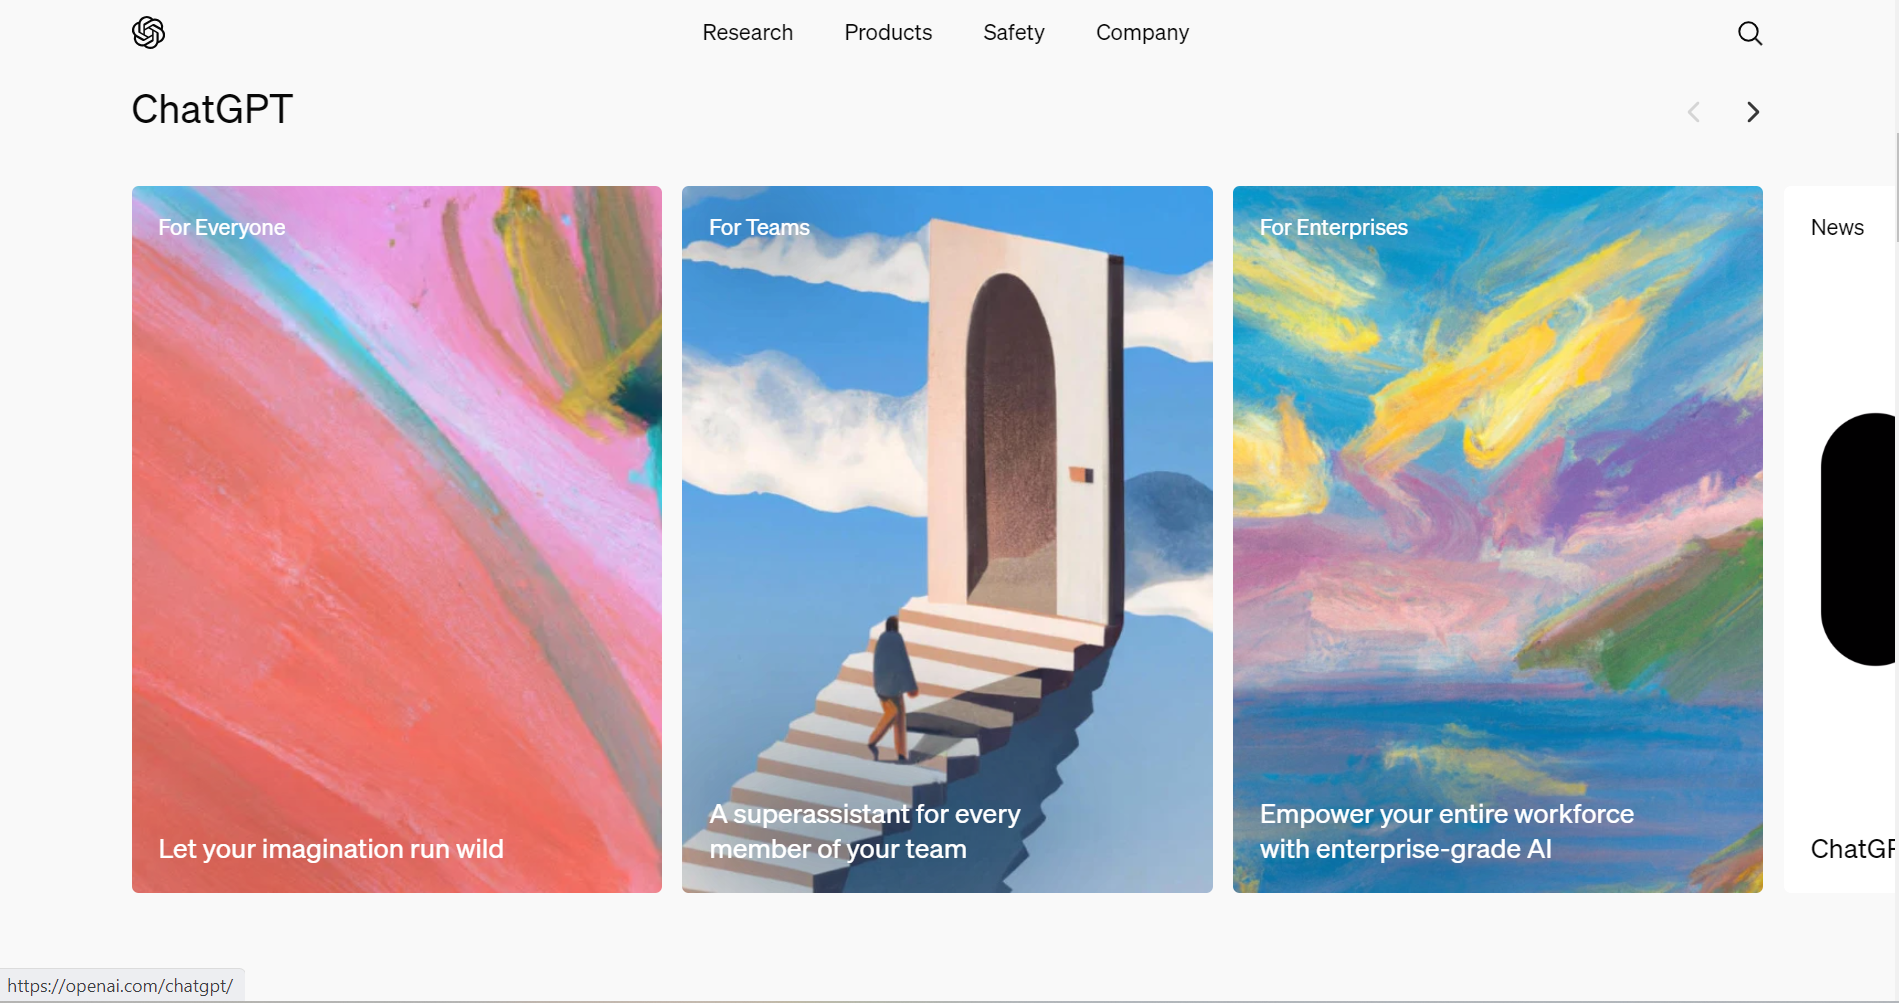 Research Products Safety Company
ChatGPT
For Everyone
Let your imagination run wild
For Teams
A superassistant for every
member of your team
For Enterprises
Empower your entire workforce
with enterprise-grade AI
News
ChatGP
https://openai.com/chatgpt/